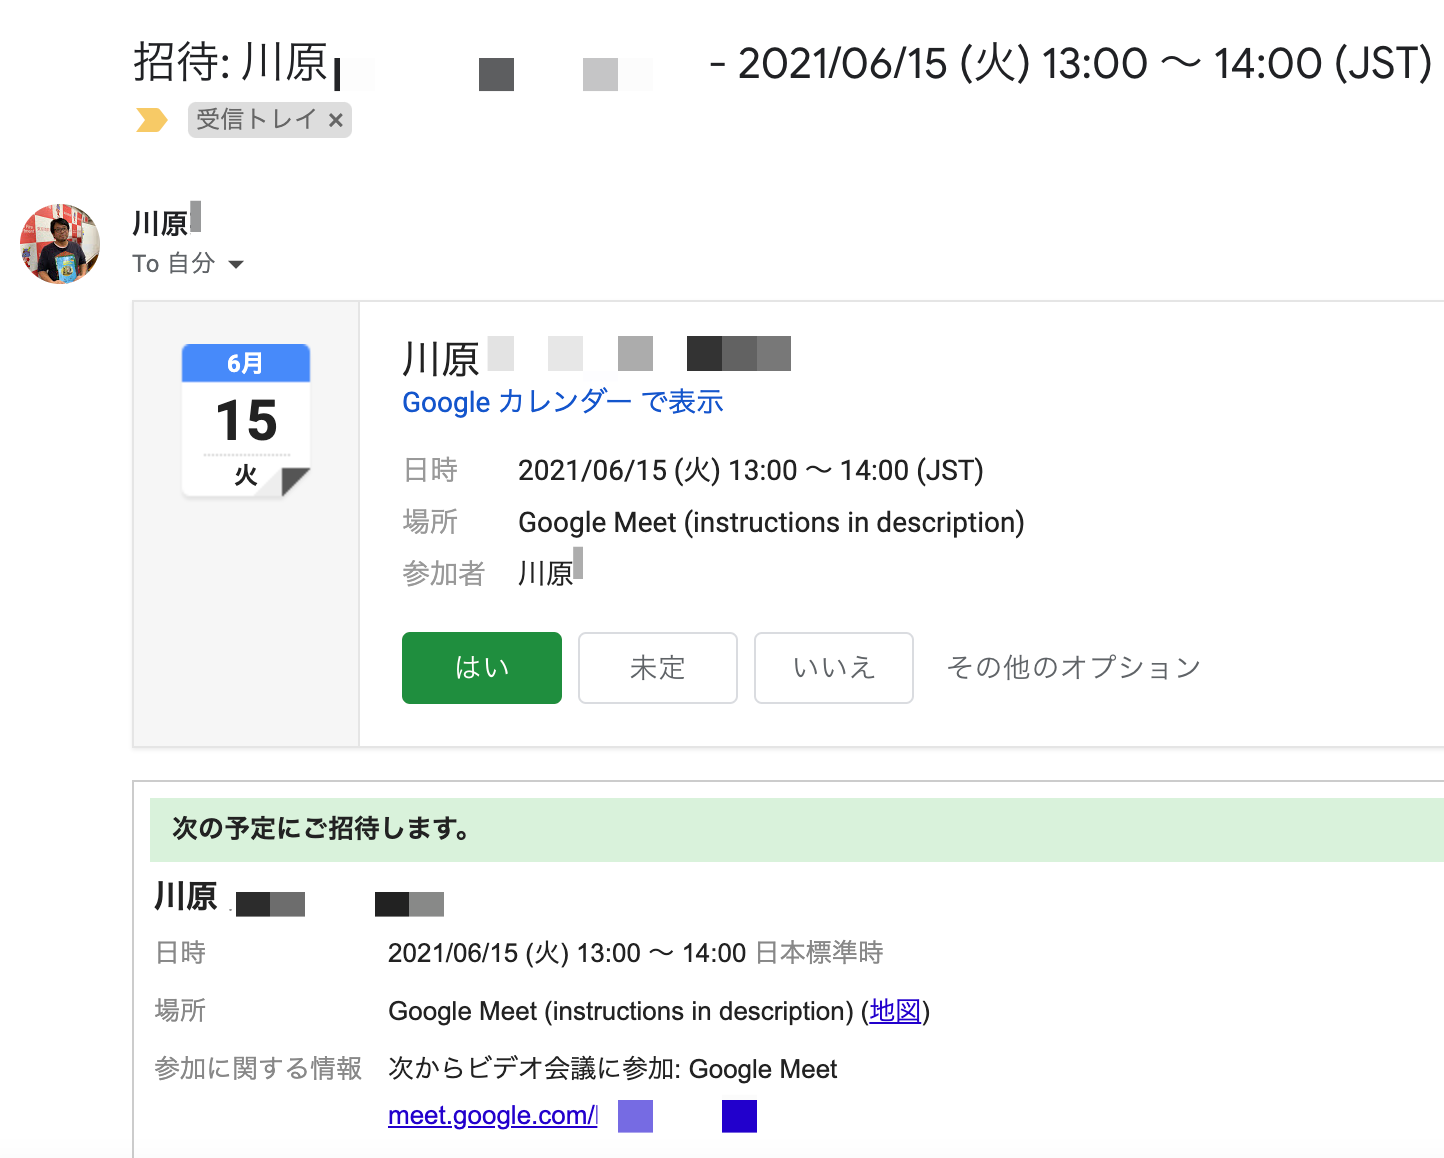 招待: 川原 - 2021/06/15 (火) 13:00 ～ 14:00 (JST)
受信トレイ ×
川原
To 自分
6月
15
火
川原
Google カレンダー で表示
日時 2021/06/15 (火) 13:00 ～ 14:00 (JST)
場所 Google Meet (instructions in description)
参加者 川原
はい 未定 いいえ その他のオプション
次の予定にご招待します。
川原
日時 2021/06/15 (火) 13:00 ～ 14:00 日本標準時
場所 Google Meet (instructions in description) (地図)
参加に関する情報 次からビデオ会議に参加: Google Meet
meet.google.com/